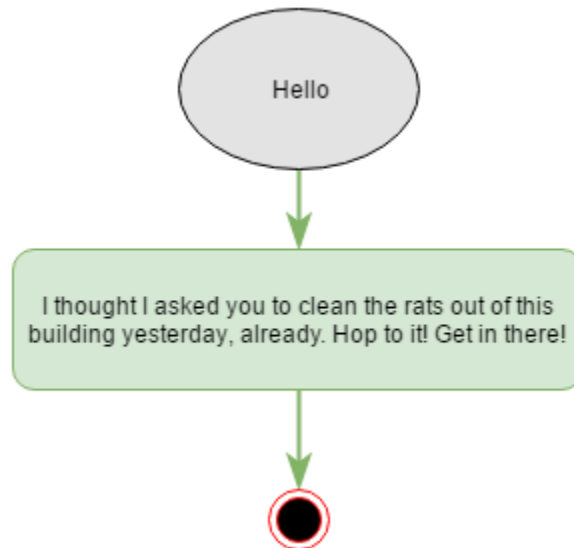 Hello
I thought I asked you to clean the rats out of this
building yesterday, already. Hop to it! Get in there!